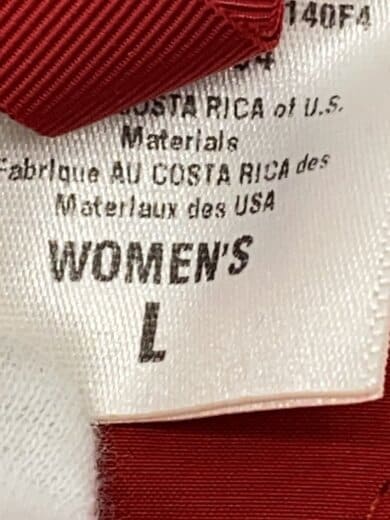 140F4
COSTA RICA of U.S.
Materials
Fabrique AU COSTA RICA des
Materiaux des USA
WOMEN'S
L